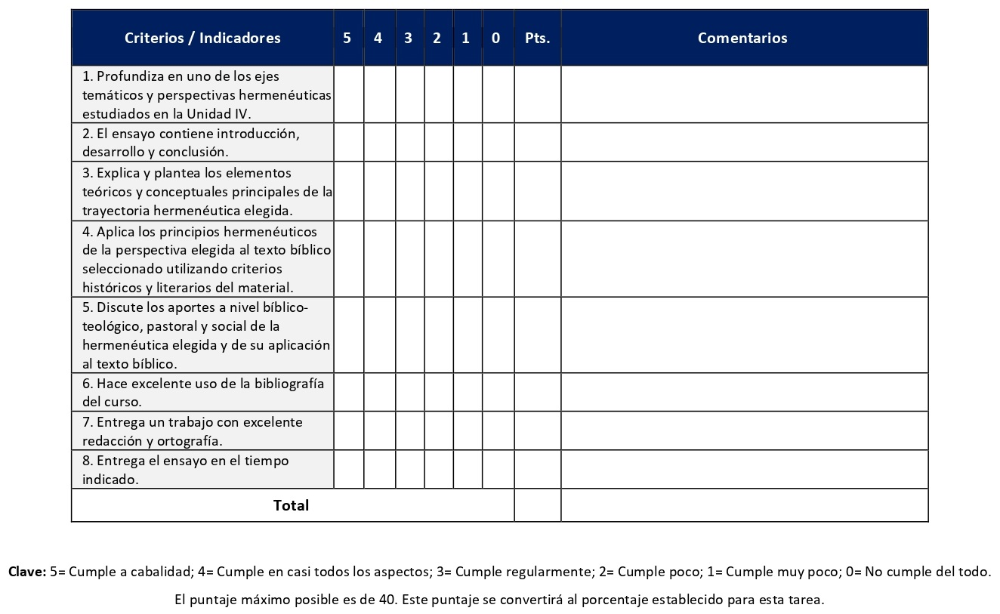 Criterios / Indicadores 5 4 3 2 1 0 Pts. Comentarios
1. Profundiza en uno de los ejes
temáticos y perspectivas hermenéuticas
estudiados en la Unidad IV.
2. El ensayo contiene introducción,
desarrollo y conclusión.
3. Explica y plantea los elementos
teóricos y conceptuales principales de la
trayectoria hermenéutica elegida.
4. Aplica los principios hermenéuticos
de la perspectiva elegida al texto bíblico
seleccionado utilizando criterios
históricos y literarios del material.
5. Discute los aportes a nivel bíblico-
teológico, pastoral y social de la
hermenéutica elegida y de su aplicación
al texto bíblico.
6. Hace excelente uso de la bibliografía
del curso.
7. Entrega un trabajo con excelente
redacción y ortografía.
8. Entrega el ensayo en el tiempo
indicado.
Total
Clave: 5= Cumple a cabalidad; 4= Cumple en casi todos los aspectos; 3= Cumple regularmente; 2= Cumple poco; 1= Cumple muy poco; 0= No cumple del todo.
El puntaje máximo posible es de 40. Este puntaje se convertirá al porcentaje establecido para esta tarea.